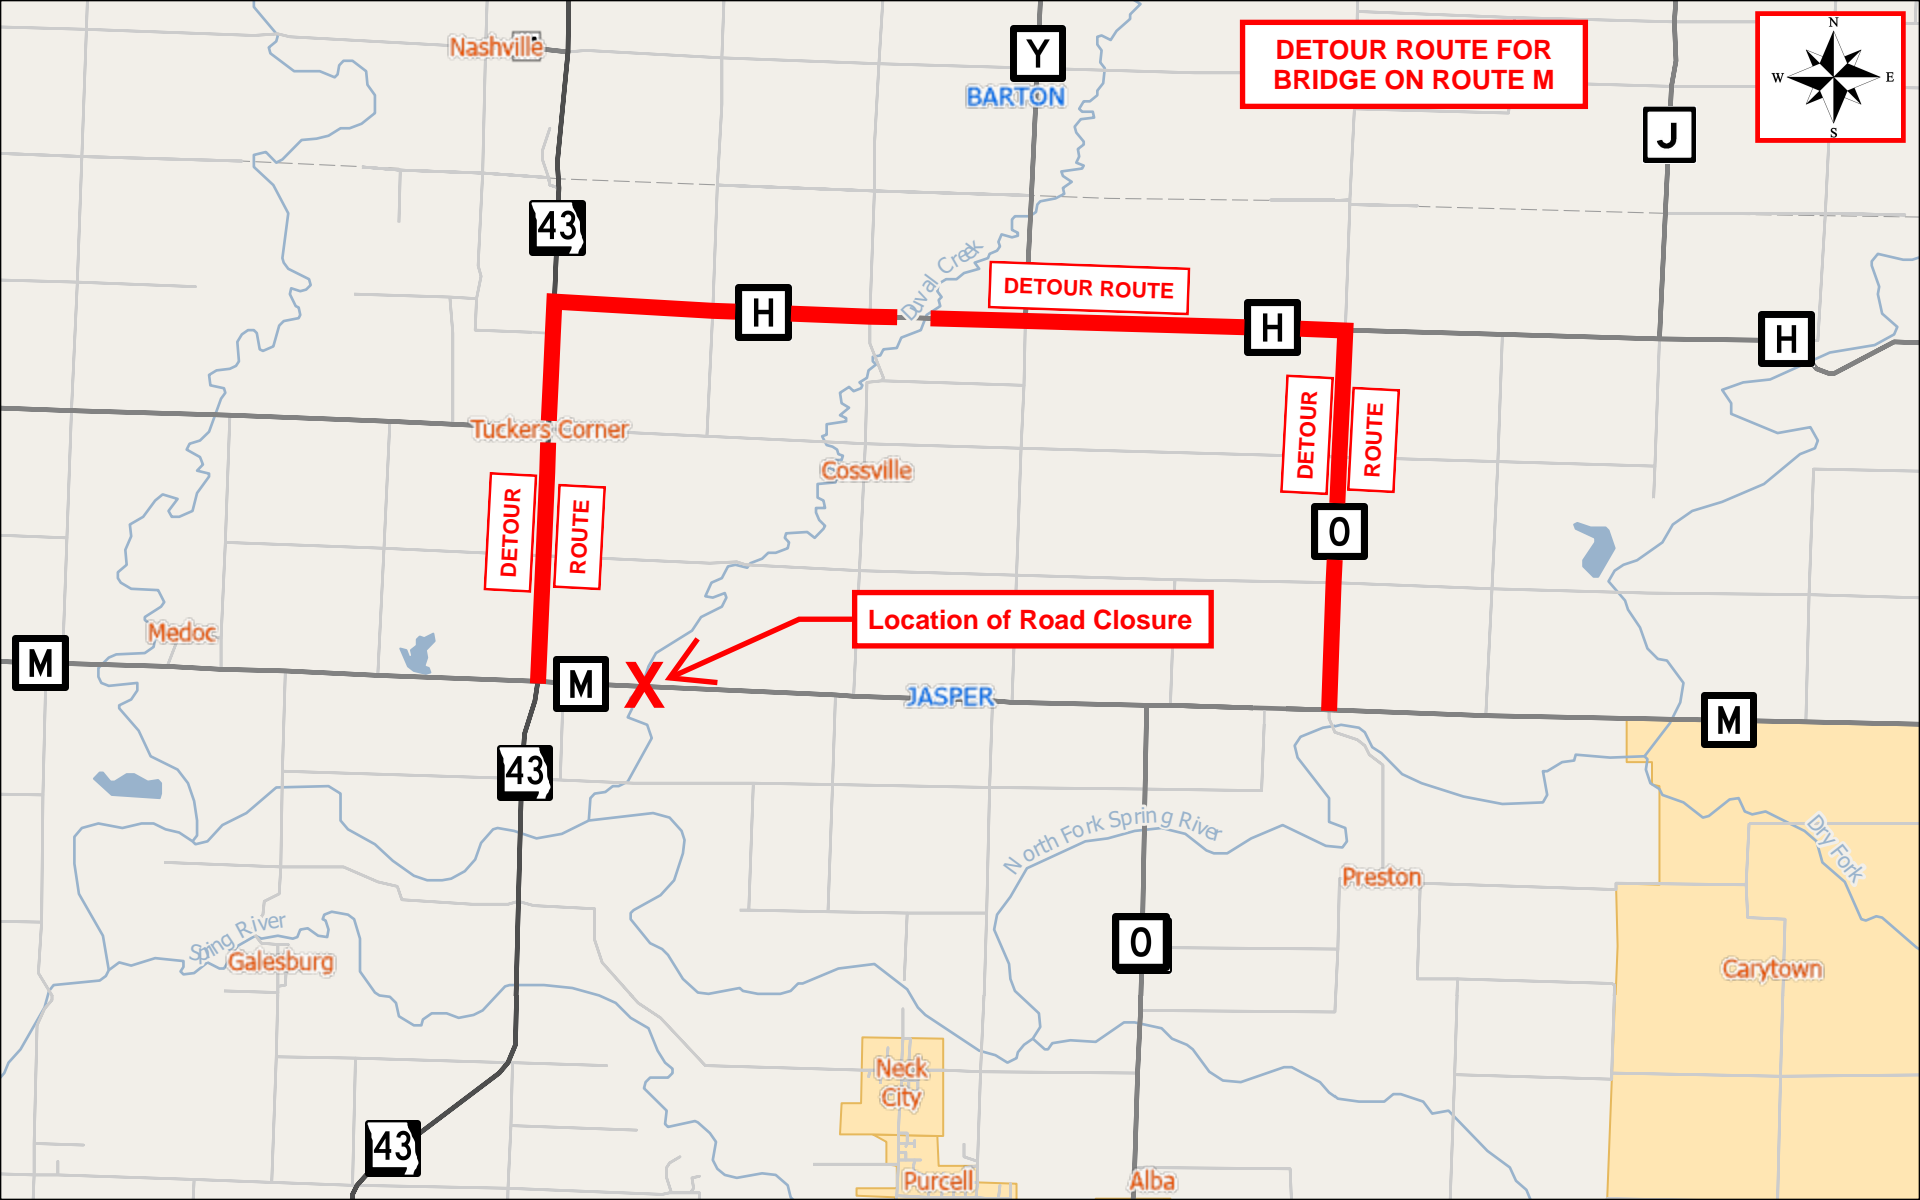 Nashville
Y
BARTON
DETOUR ROUTE FOR
BRIDGE ON ROUTE M
N
W
E
S
J
43
Duval Creek
DETOUR ROUTE
H
H
H
Tuckers Corner
Cossville
DETOUR
ROUTE
DETOUR
ROUTE
O
Location of Road Closure
Medoc
M
M
X
JASPER
M
43
North Fork Spring River
Dry Fork
Preston
Spring River
Galesburg
O
Carytown
Neck
City
43
Purcell
Alba